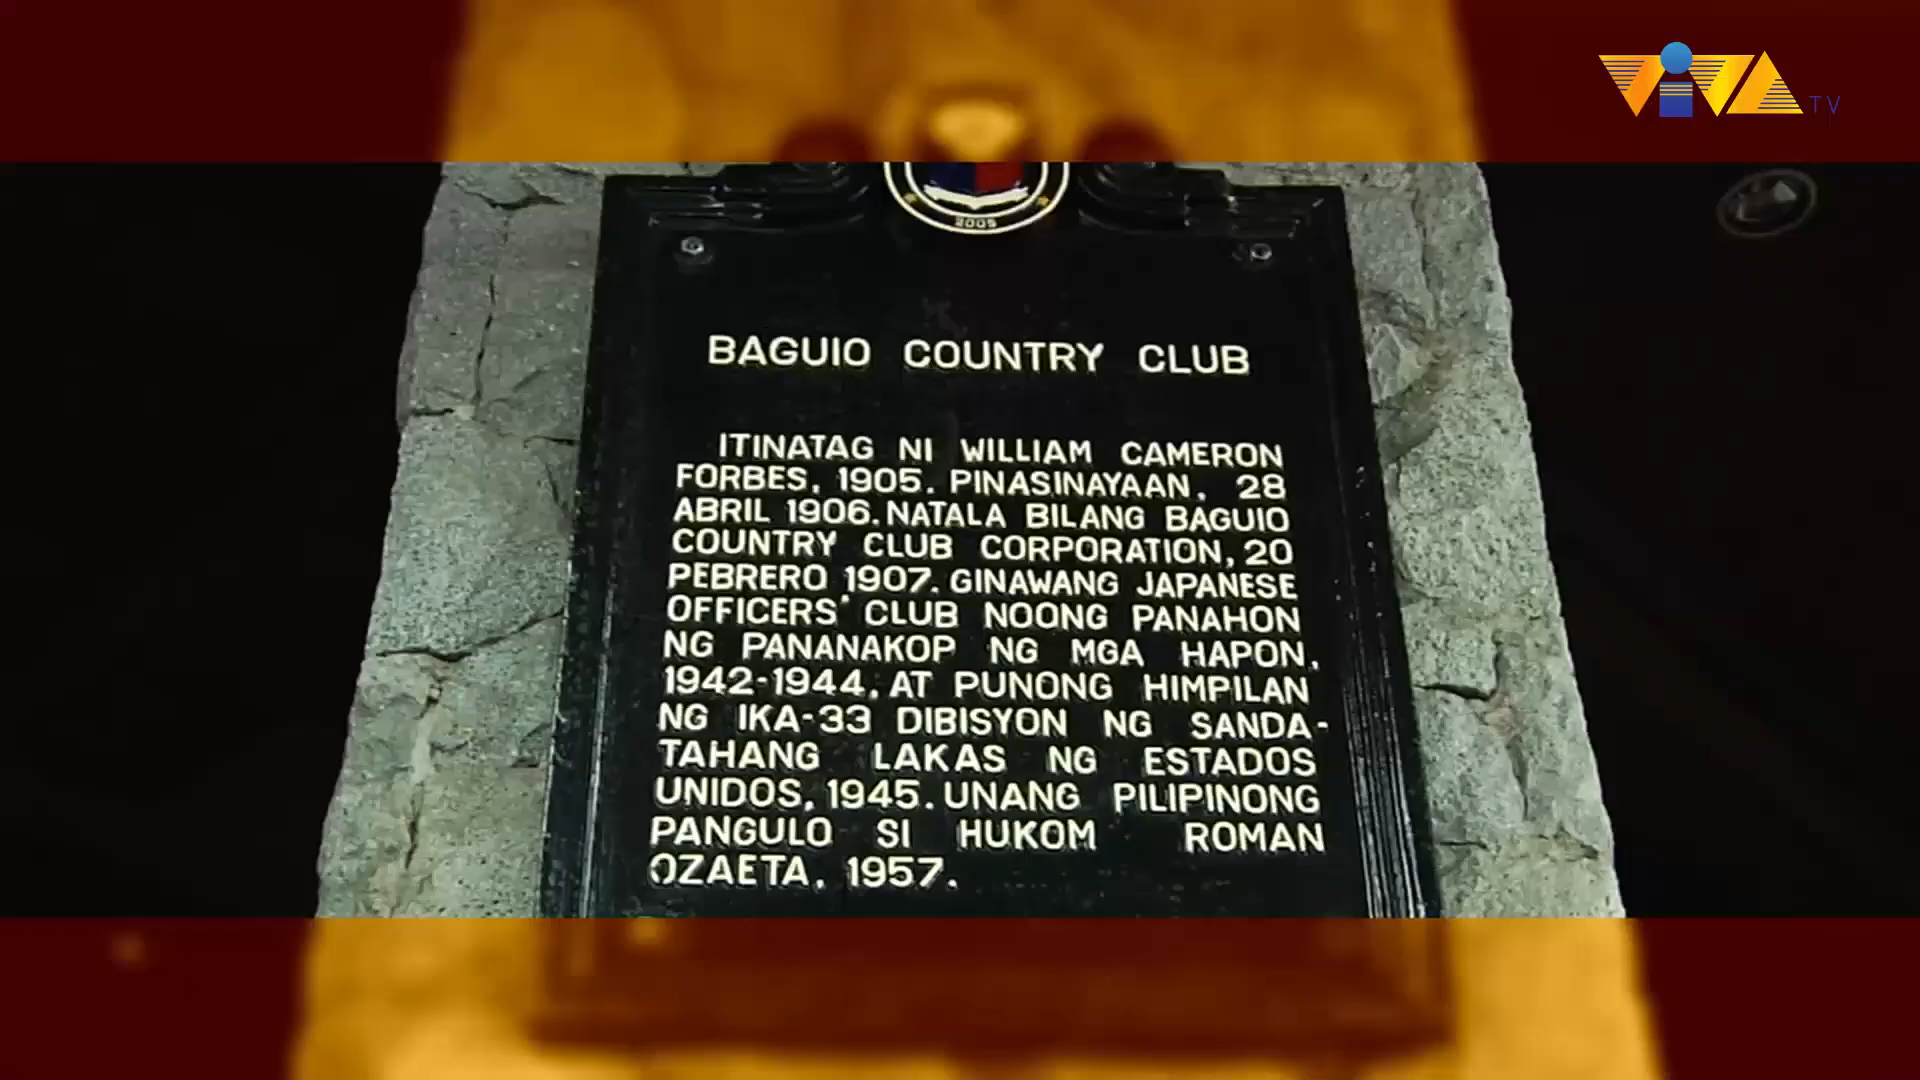 VIVA TV
2005
BAGUIO COUNTRY CLUB
ITINATAG NI WILLIAM CAMERON
FORBES, 1905. PINASINAYAAN, 28
ABRIL 1906. NATALA BILANG BAGUIO
COUNTRY CLUB CORPORATION, 20
PEBRERO 1907. GINAWANG JAPANESE
OFFICERS' CLUB NOONG PANAHON
NG PANANAKOP NG MGA HAPON,
1942-1944, AT PUNONG HIMPILAN
NG IKA-33 DIBISYON NG SANDA-
TAHANG LAKAS NG ESTADOS
UNIDOS, 1945. UNANG PILIPINONG
PANGULO SI HUKOM ROMAN
OZAETA, 1957.